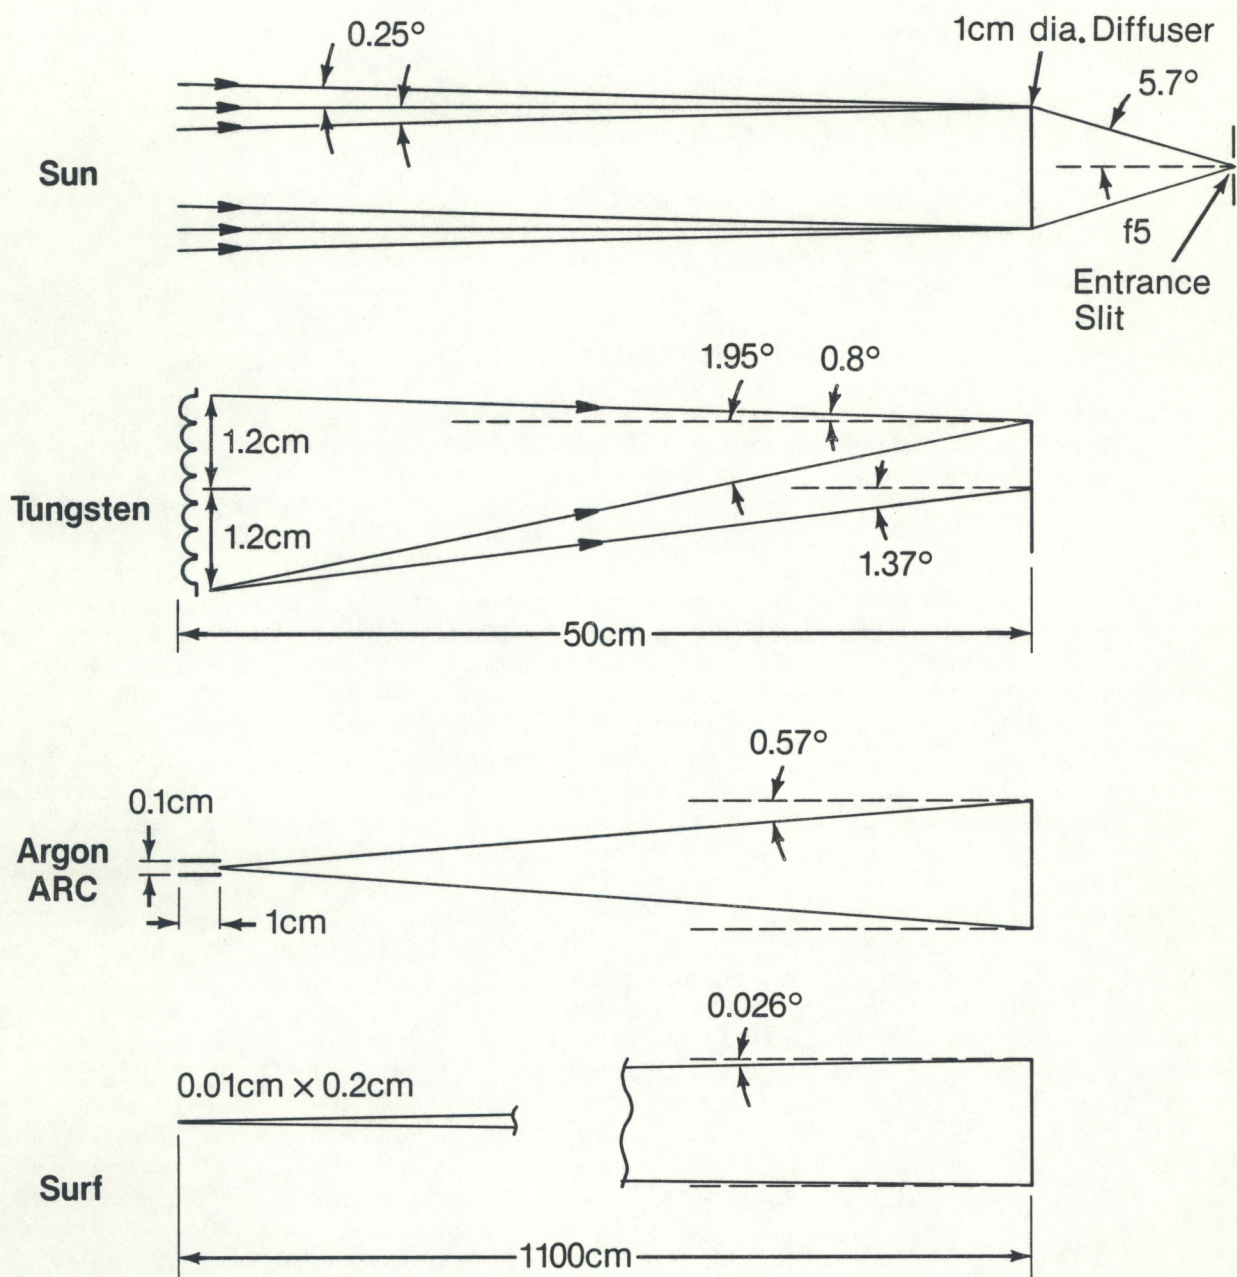 0.25°
1cm dia. Diffuser
5.7°
Sun
f5
Entrance
Slit
1.95°
0.8°
1.2cm
Tungsten
1.2cm
1.37°
50cm
0.57°
0.1cm
Argon
ARC
1cm
0.026°
0.01cm × 0.2cm
Surf
1100cm